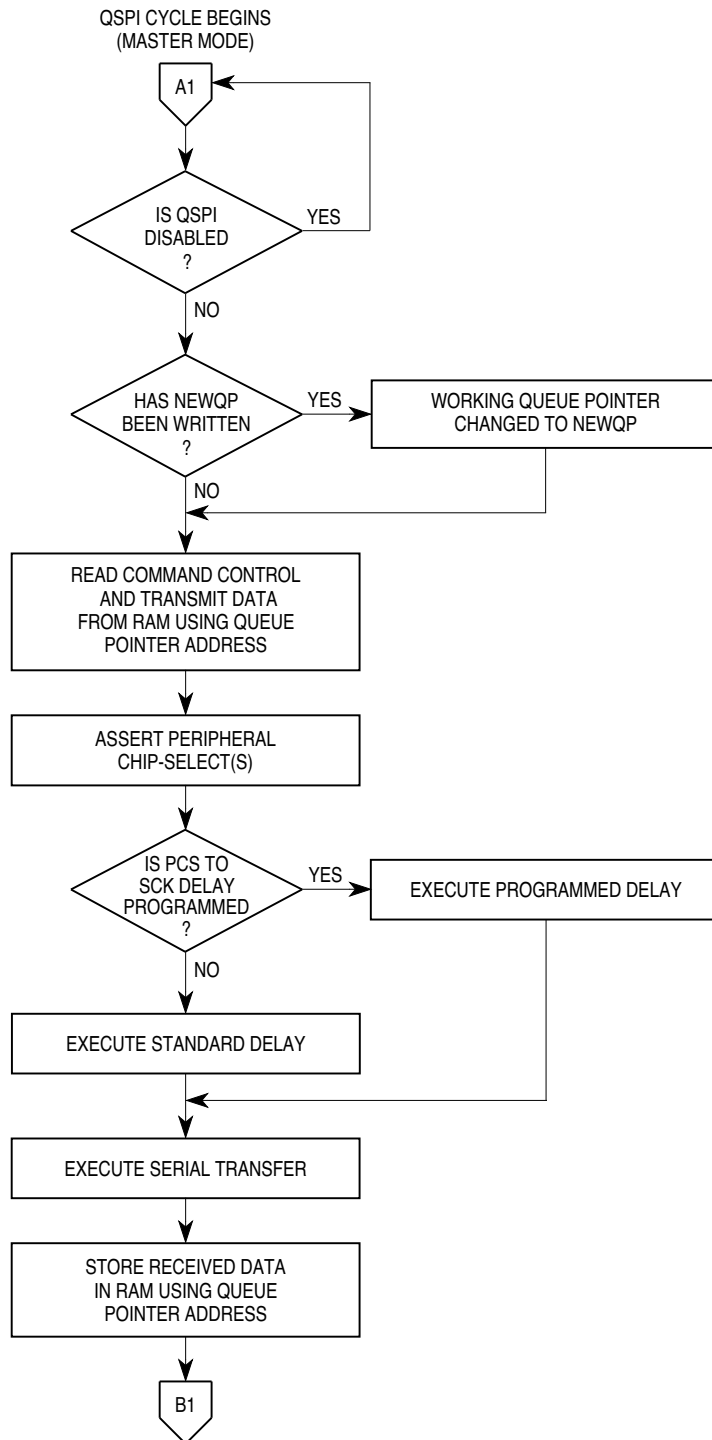 QSPI CYCLE BEGINS
(MASTER MODE)
A1
IS QSPI
DISABLED
?
YES
NO
HAS NEWQP
BEEN WRITTEN
?
YES
WORKING QUEUE POINTER
CHANGED TO NEWQP
NO
READ COMMAND CONTROL
AND TRANSMIT DATA
FROM RAM USING QUEUE
POINTER ADDRESS
ASSERT PERIPHERAL
CHIP-SELECT(S)
IS PCS TO
SCK DELAY
PROGRAMMED
?
YES
EXECUTE PROGRAMMED DELAY
NO
EXECUTE STANDARD DELAY
EXECUTE SERIAL TRANSFER
STORE RECEIVED DATA
IN RAM USING QUEUE
POINTER ADDRESS
B1